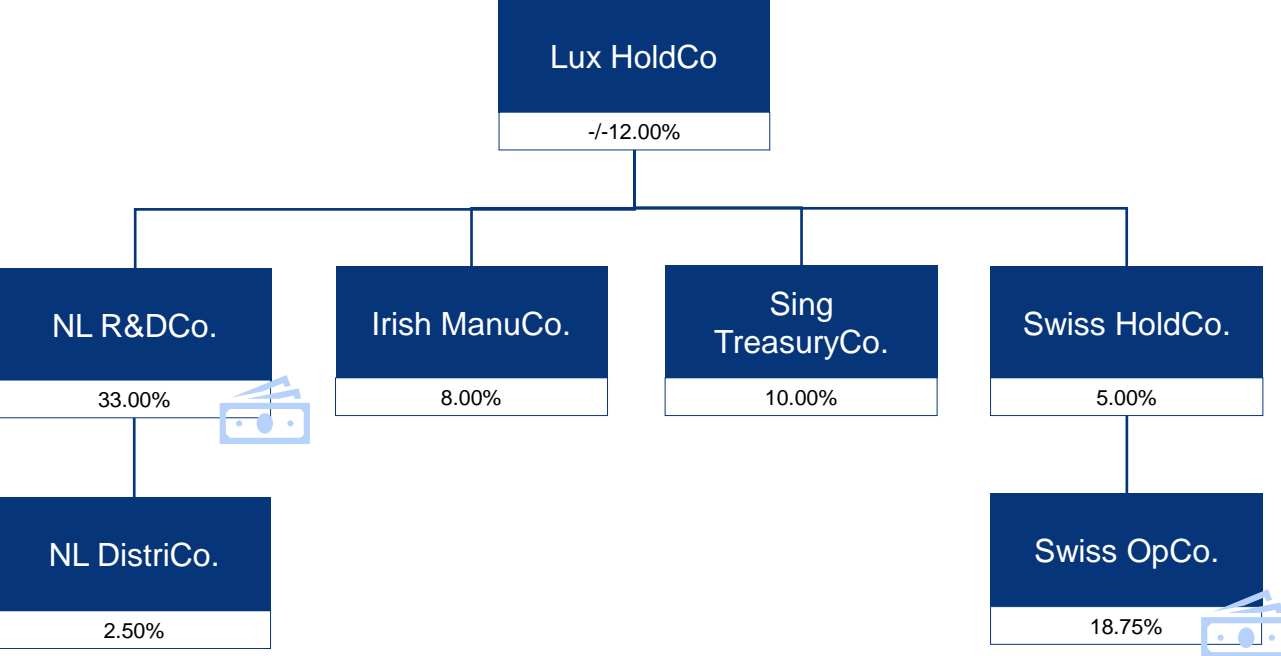 Lux HoldCo
-/-12.00%
NL R&DCo.
Irish ManuCo.
Sing
TreasuryCo.
Swiss HoldCo.
33.00%
8.00%
10.00%
5.00%
NL DistriCo.
Swiss OpCo.
2.50%
18.75%